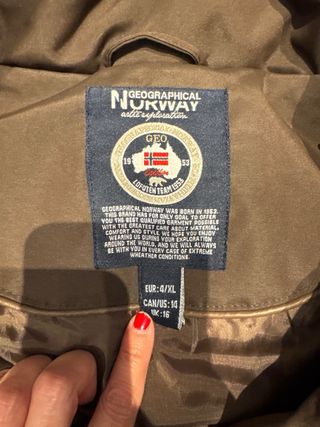 GEOGRAPHICAL
NORWAY
artic exploration
GEO
19 53
LOFOTEN TEAM 1953
GEOGRAPHICAL NORWAY WAS BORN IN 1953.
THIS BRAND HAS FOR ONLY GOAL TO OFFER
YOU THE BEST QUALIFIED GARMENT POSSIBLE
WITH THE GREATEST CARE ABOUT MATERIAL,
COMFORT AND STYLE WE HOPE YOU ENJOY
WEARING US DURING YOUR EXPLORATION
AROUND THE WORLD, AND WE WILL ALWAYS
BE WITH YOU IN CASE OF EXTREME
WHEATHER CONDITIONS.
EUR: 4/XL
CAN/US: 14
UK: 16